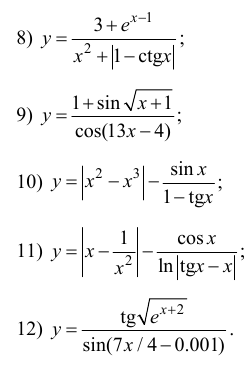 8) y = (3 + e^(x−1)) / (x² + |1 − ctgx|);
9) y = (1 + sin √(x + 1)) / cos(13x − 4);
10) y = |x² − x³| − sin x / (1 − tgx);
11) y = |x − 1/x²| − cos x / ln|tgx − x|;
12) y = tg√(e^(x+2)) / sin(7x / 4 − 0.001).